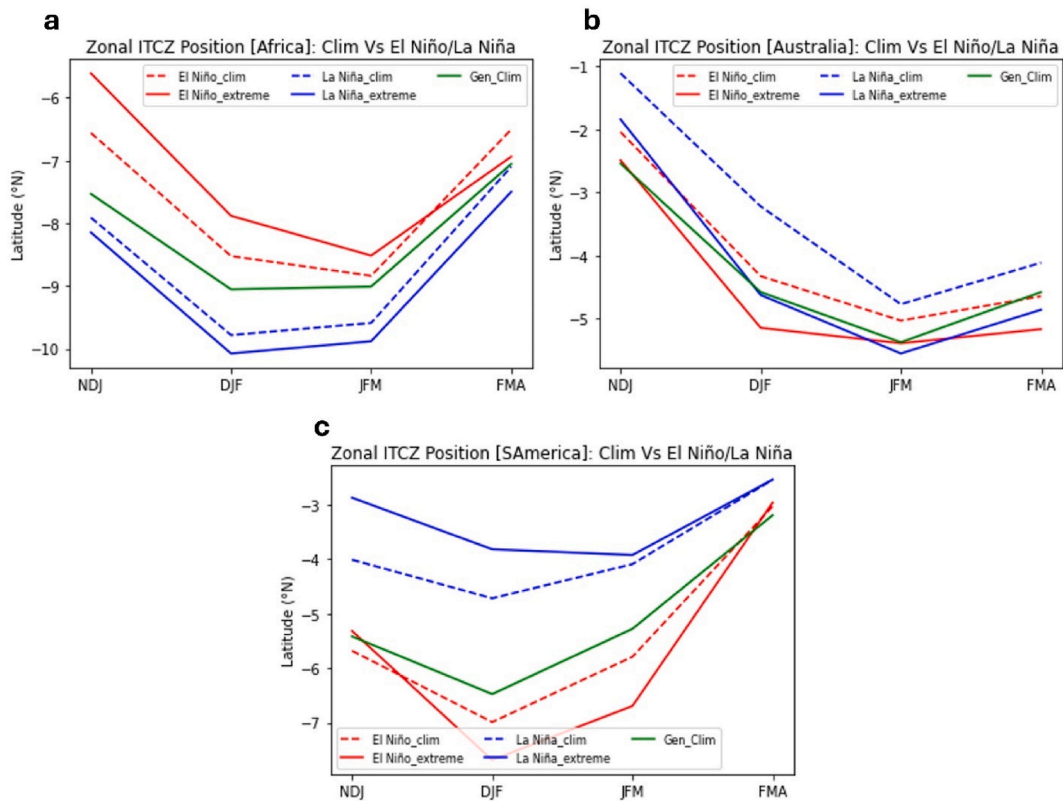 a
Zonal ITCZ Position [Africa]: Clim Vs El Niño/La Niña
El Niño_clim
El Niño_extreme
La Niña_clim
La Niña_extreme
Gen_Clim
Latitude (°N)
−6
−7
−8
−9
−10
NDJ DJF JFM FMA
b
Zonal ITCZ Position [Australia]: Clim Vs El Niño/La Niña
El Niño_clim
El Niño_extreme
La Niña_clim
La Niña_extreme
Gen_Clim
Latitude (°N)
−1
−2
−3
−4
−5
NDJ DJF JFM FMA
c
Zonal ITCZ Position [SAmerica]: Clim Vs El Niño/La Niña
Latitude (°N)
−3
−4
−5
−6
−7
El Niño_clim
El Niño_extreme
La Niña_clim
La Niña_extreme
Gen_Clim
NDJ DJF JFM FMA